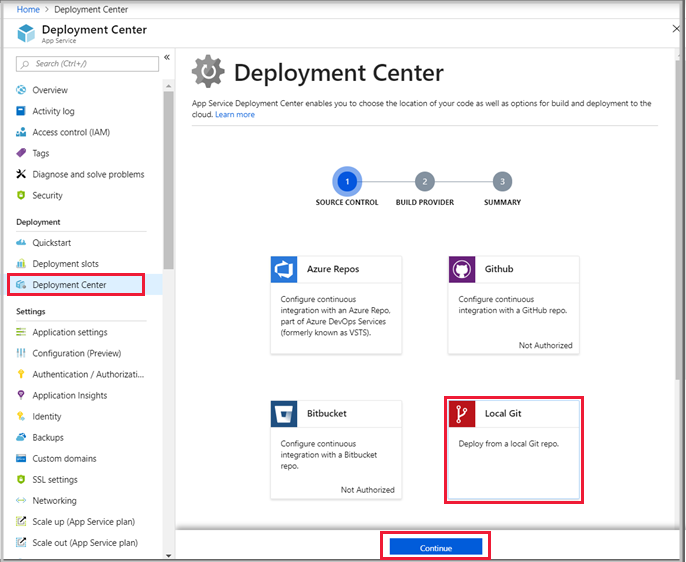 Home > Deployment Center
Deployment Center
App Service
Search (Ctrl+/)
«
Overview
Activity log
Access control (IAM)
Tags
Diagnose and solve problems
Security
Deployment
Quickstart
Deployment slots
Deployment Center
Settings
Application settings
Configuration (Preview)
Authentication / Authorizati...
Application Insights
Identity
Backups
Custom domains
SSL settings
Networking
Scale up (App Service plan)
Scale out (App Service plan)
Deployment Center
App Service Deployment Center enables you to choose the location of your code as well as options for build and deployment to the
cloud. Learn more
1 2 3
SOURCE CONTROL BUILD PROVIDER SUMMARY
Azure Repos
Configure continuous
integration with an Azure Repo,
part of Azure DevOps Services
(formerly known as VSTS).
Github
Configure continuous
integration with a GitHub repo.
Not Authorized
Bitbucket
Configure continuous
integration with a Bitbucket
repo.
Not Authorized
Local Git
Deploy from a local Git repo.
Continue